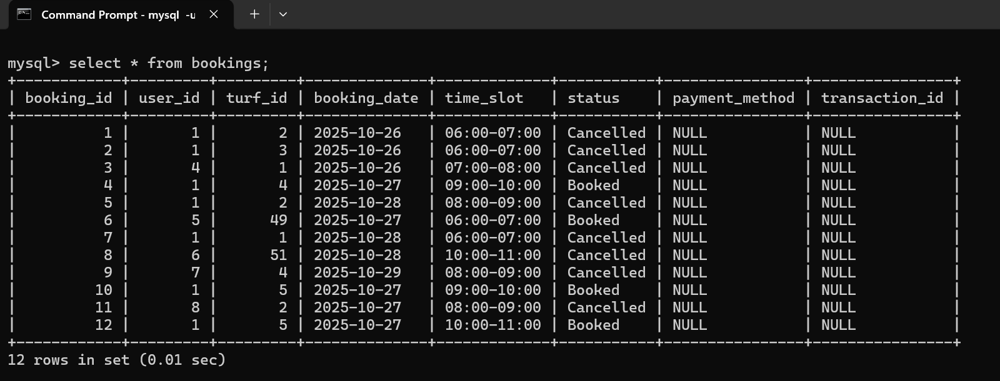 Command Prompt - mysql -u
mysql> select * from bookings;
+------------+---------+---------+--------------+-------------+-----------+----------------+----------------+
| booking_id | user_id | turf_id | booking_date | time_slot   | status    | payment_method | transaction_id |
+------------+---------+---------+--------------+-------------+-----------+----------------+----------------+
|          1 |       1 |       2 | 2025-10-26   | 06:00-07:00 | Cancelled | NULL           | NULL           |
|          2 |       1 |       3 | 2025-10-26   | 06:00-07:00 | Cancelled | NULL           | NULL           |
|          3 |       4 |       1 | 2025-10-26   | 07:00-08:00 | Cancelled | NULL           | NULL           |
|          4 |       1 |       4 | 2025-10-27   | 09:00-10:00 | Booked    | NULL           | NULL           |
|          5 |       1 |       2 | 2025-10-28   | 08:00-09:00 | Cancelled | NULL           | NULL           |
|          6 |       5 |      49 | 2025-10-27   | 06:00-07:00 | Booked    | NULL           | NULL           |
|          7 |       1 |       1 | 2025-10-28   | 06:00-07:00 | Cancelled | NULL           | NULL           |
|          8 |       6 |      51 | 2025-10-28   | 10:00-11:00 | Cancelled | NULL           | NULL           |
|          9 |       7 |       4 | 2025-10-29   | 08:00-09:00 | Cancelled | NULL           | NULL           |
|         10 |       1 |       5 | 2025-10-27   | 09:00-10:00 | Booked    | NULL           | NULL           |
|         11 |       8 |       2 | 2025-10-27   | 08:00-09:00 | Cancelled | NULL           | NULL           |
|         12 |       1 |       5 | 2025-10-27   | 10:00-11:00 | Booked    | NULL           | NULL           |
+------------+---------+---------+--------------+-------------+-----------+----------------+----------------+
12 rows in set (0.01 sec)